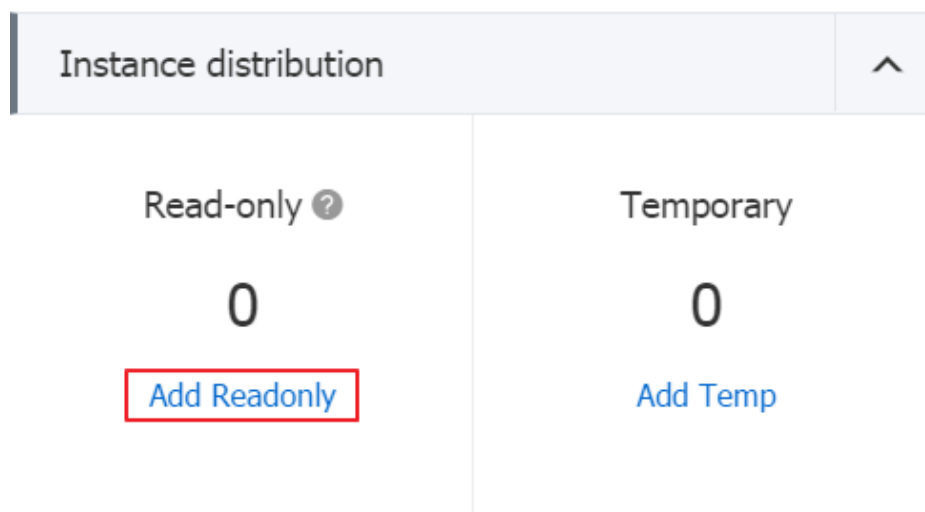 Instance distribution
Read-only ?
Temporary
0
0
Add Readonly
Add Temp